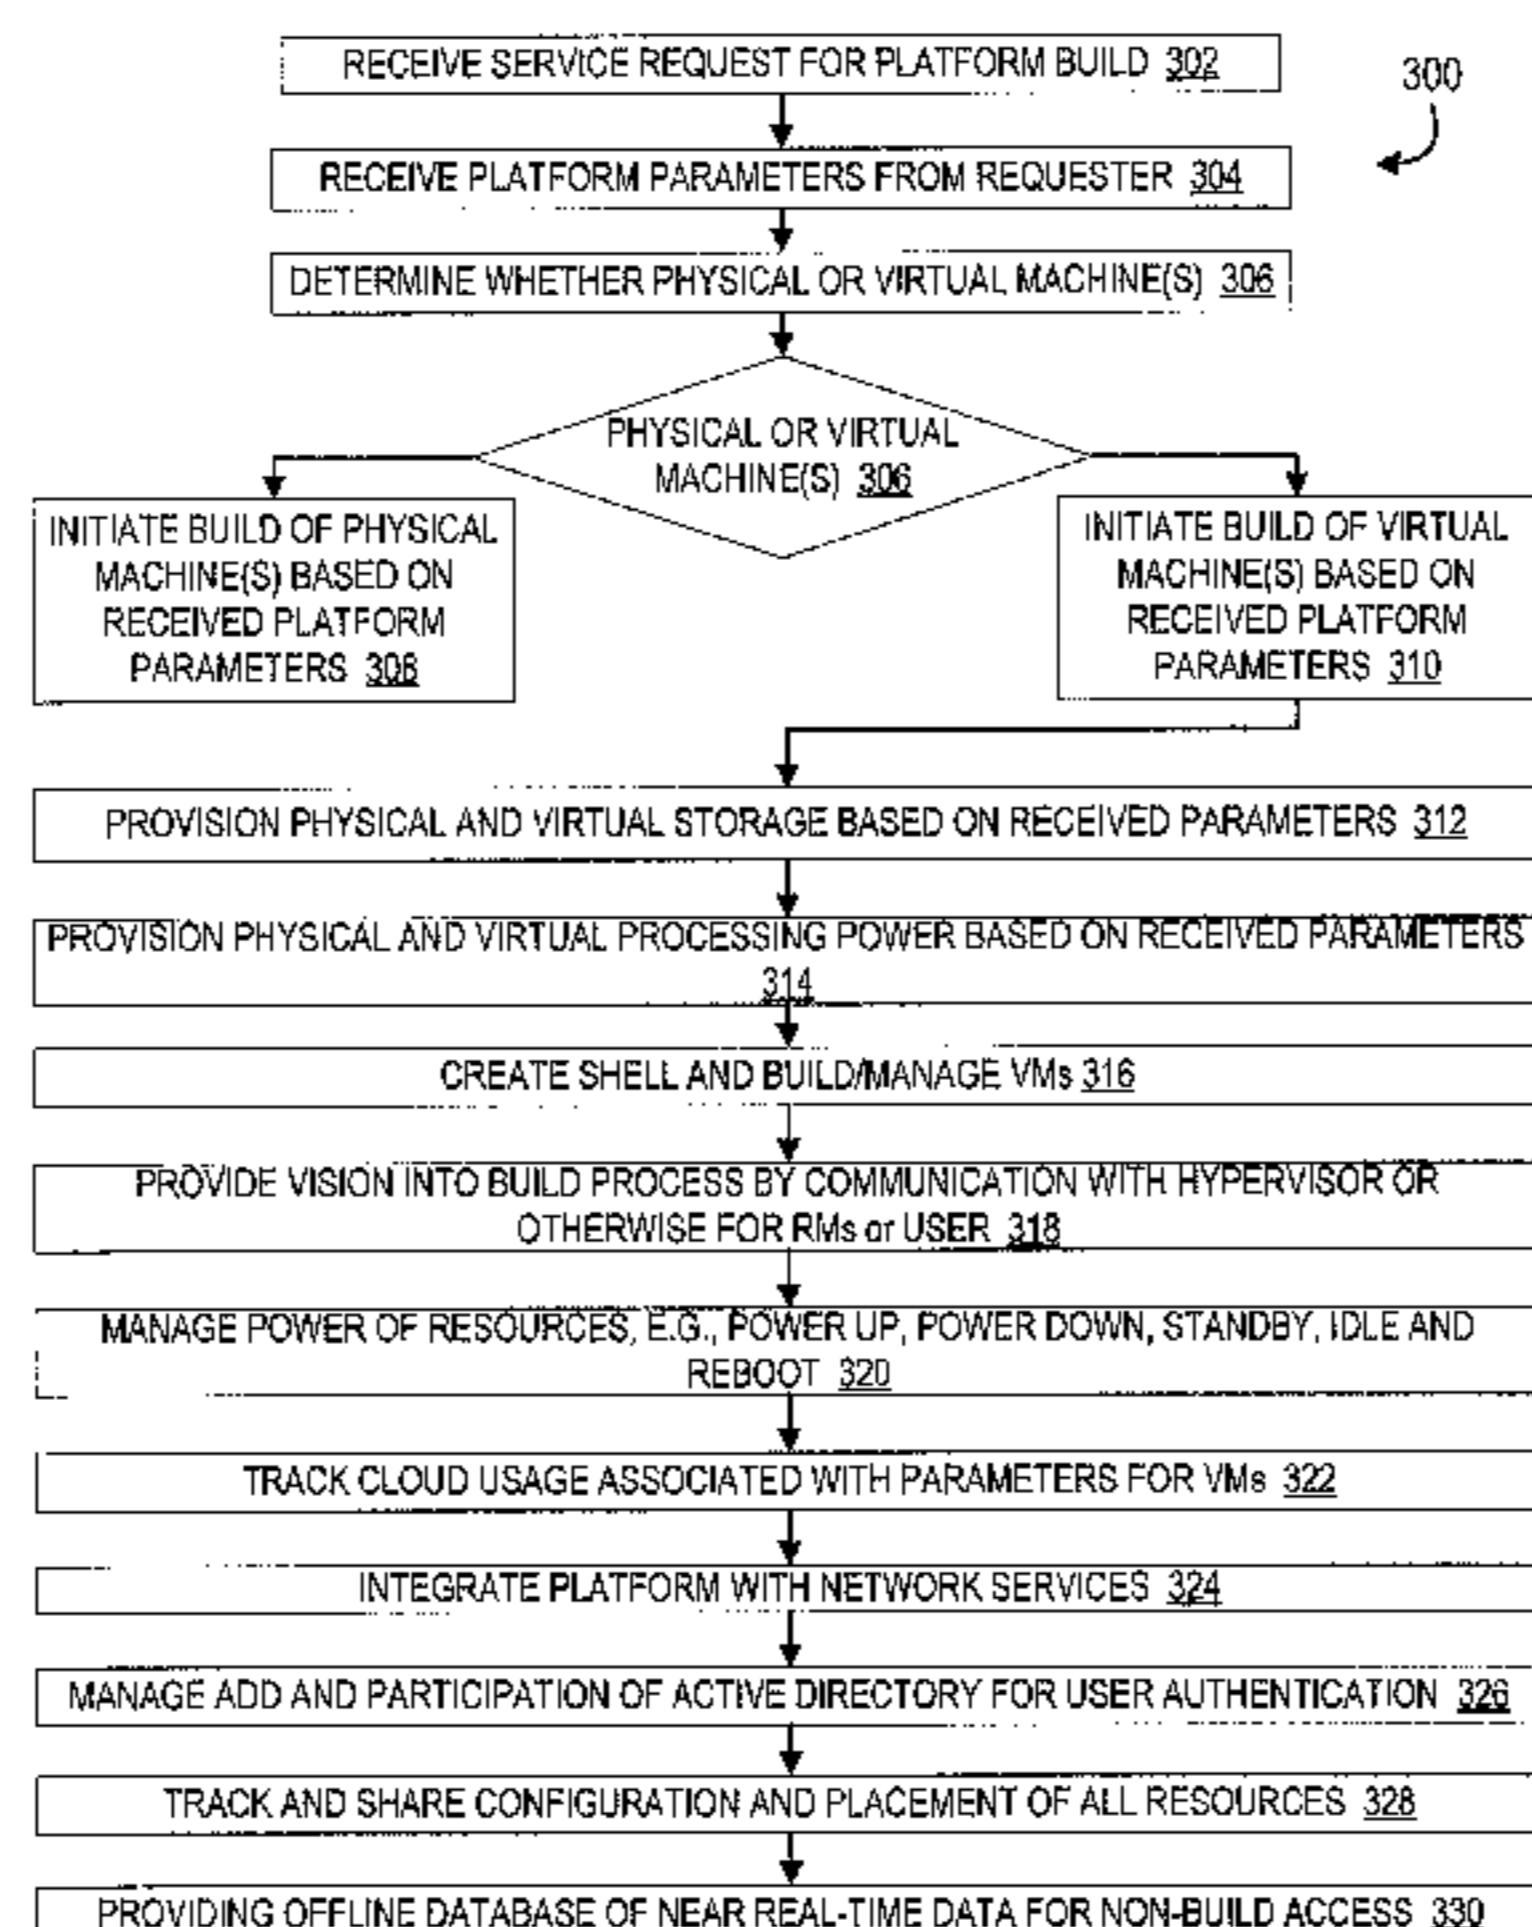 RECEIVE SERVICE REQUEST FOR PLATFORM BUILD 302
300
RECEIVE PLATFORM PARAMETERS FROM REQUESTER 304
DETERMINE WHETHER PHYSICAL OR VIRTUAL MACHINE(S) 306
PHYSICAL OR VIRTUAL
MACHINE(S) 306
INITIATE BUILD OF PHYSICAL
MACHINE(S) BASED ON
RECEIVED PLATFORM
PARAMETERS 308
INITIATE BUILD OF VIRTUAL
MACHINE(S) BASED ON
RECEIVED PLATFORM
PARAMETERS 310
PROVISION PHYSICAL AND VIRTUAL STORAGE BASED ON RECEIVED PARAMETERS 312
PROVISION PHYSICAL AND VIRTUAL PROCESSING POWER BASED ON RECEIVED PARAMETERS
314
CREATE SHELL AND BUILD/MANAGE VMs 316
PROVIDE VISION INTO BUILD PROCESS BY COMMUNICATION WITH HYPERVISOR OR
OTHERWISE FOR RMs or USER 318
MANAGE POWER OF RESOURCES, E.G., POWER UP, POWER DOWN, STANDBY, IDLE AND
REBOOT 320
TRACK CLOUD USAGE ASSOCIATED WITH PARAMETERS FOR VMs 322
INTEGRATE PLATFORM WITH NETWORK SERVICES 324
MANAGE ADD AND PARTICIPATION OF ACTIVE DIRECTORY FOR USER AUTHENTICATION 326
TRACK AND SHARE CONFIGURATION AND PLACEMENT OF ALL RESOURCES 328
PROVIDING OFFLINE DATABASE OF NEAR REAL-TIME DATA FOR NON-BUILD ACCESS 330